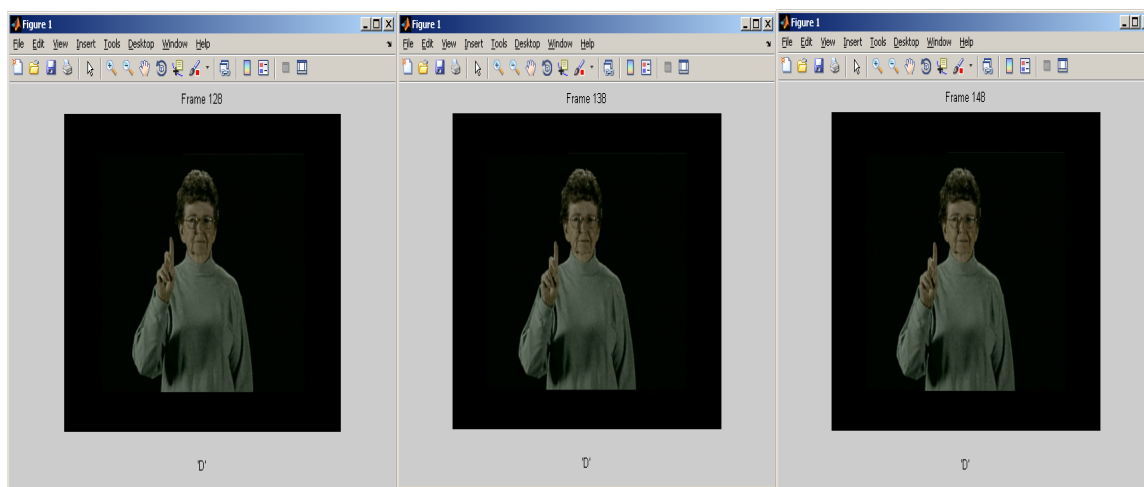 Figure 1
File Edit View Insert Tools Desktop Window Help
Frame 128
'D'
Figure 1
File Edit View Insert Tools Desktop Window Help
Frame 138
'D'
Figure 1
File Edit View Insert Tools Desktop Window Help
Frame 148
'D'